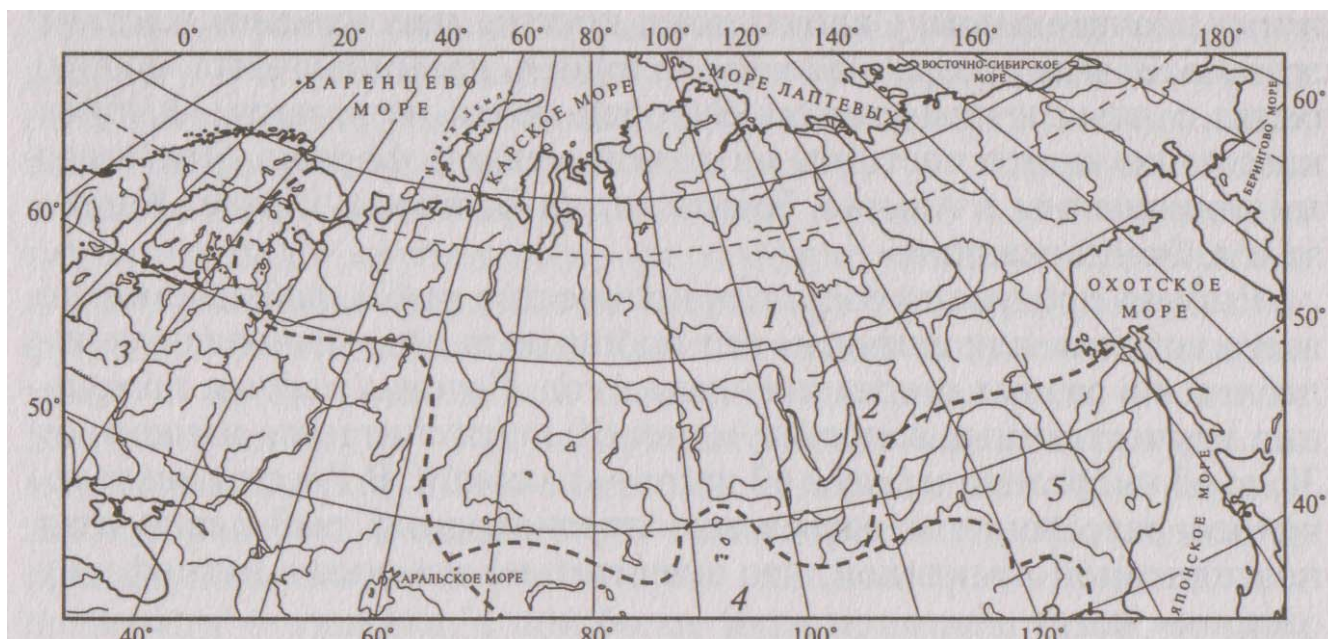 0° 20° 40° 60° 80° 100° 120° 140° 160° 180°
БАРЕНЦЕВО
МОРЕ
НОВАЯ ЗЕМЛЯ
КАРСКОЕ МОРЕ
МОРЕ ЛАПТЕВЫХ
ВОСТОЧНО-СИБИРСКОЕ
МОРЕ
БЕРИНГОВО МОРЕ
60°
60°
ОХОТСКОЕ
МОРЕ
50°
1
3
2
50°
5
40°
ЯПОНСКОЕ МОРЕ
АРАЛЬСКОЕ МОРЕ
4
40° 60° 80° 100° 120°